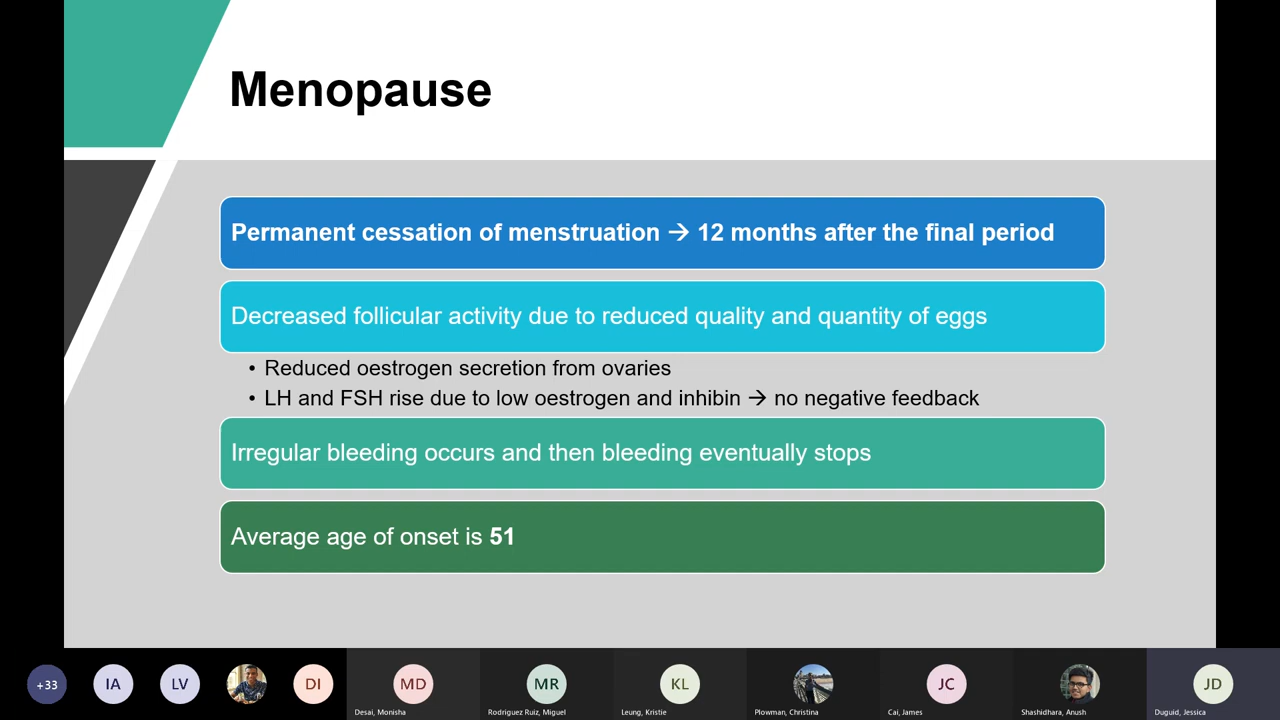 Menopause
Permanent cessation of menstruation → 12 months after the final period
Decreased follicular activity due to reduced quality and quantity of eggs
• Reduced oestrogen secretion from ovaries
• LH and FSH rise due to low oestrogen and inhibin → no negative feedback
Irregular bleeding occurs and then bleeding eventually stops
Average age of onset is 51
+33
IA
LV
DI
MD
MR
KL
JC
JD
Desai, Monisha
Rodriguez Ruiz, Miguel
Leung, Kristie
Plowman, Christina
Cai, James
Shashidhara, Anush
Duguid, Jessica